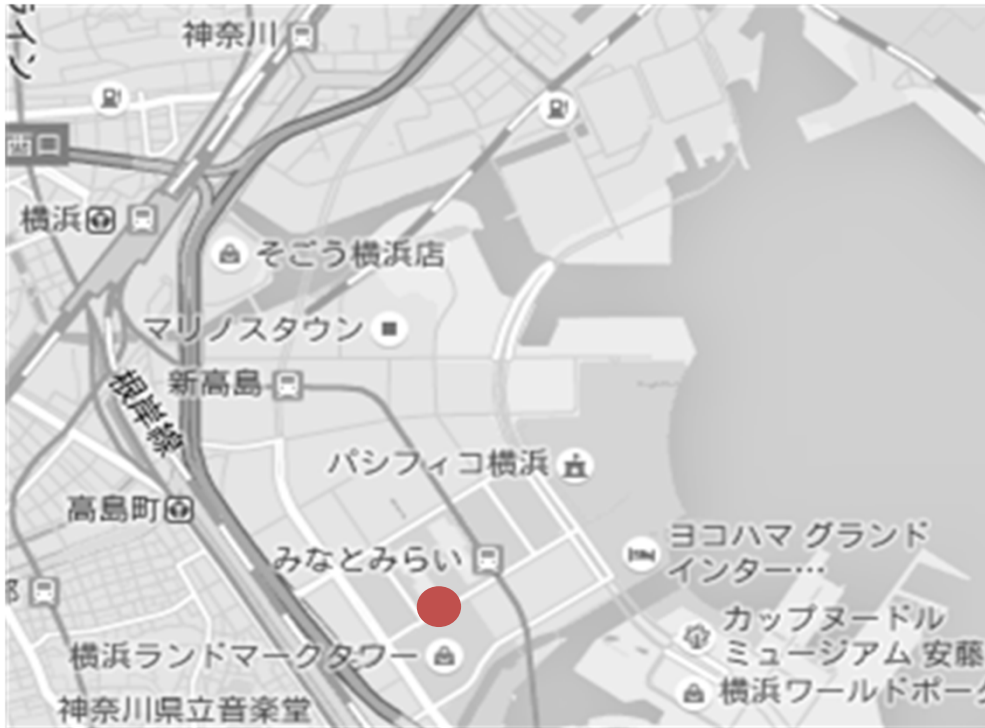 ライン
神奈川
西
横浜
そごう横浜店
マリノスタウン
新高島
根岸線
パシフィコ横浜
高島町
みなとみらい
ヨコハマ グランド
インター…
カップヌードル
ミュージアム 安藤
横浜ランドマークタワー
横浜ワールドポー
神奈川県立音楽堂